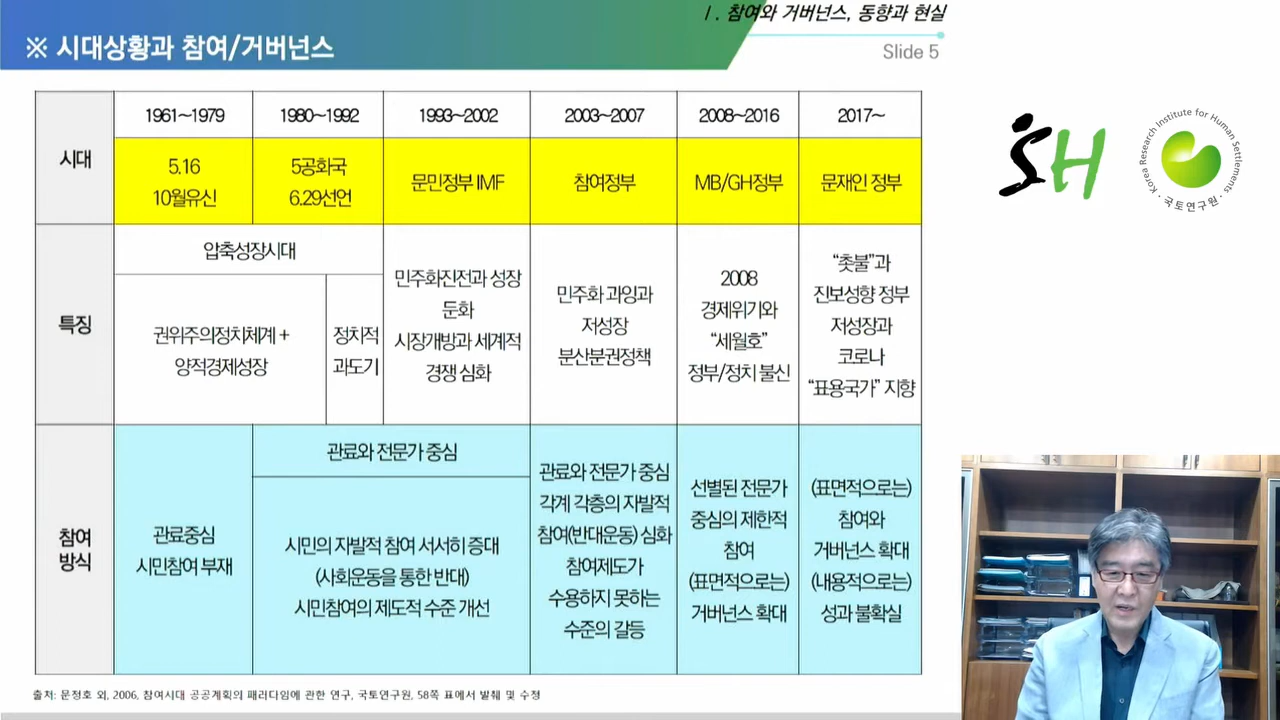 Ⅰ. 참여와 거버넌스, 동향과 현실
※ 시대상황과 참여/거버넌스
Slide 5
시대
1961~1979
1980~1992
1993~2002
2003~2007
2008~2016
2017~
5.16
10월유신
5공화국
6.29선언
문민정부 IMF
참여정부
MB/GH정부
문재인 정부
특징
압축성장시대
권위주의정치체계 +
양적경제성장
정치적
과도기
민주화진전과 성장
둔화
시장개방과 세계적
경쟁 심화
민주화 과잉과
저성장
분산분권정책
2008
경제위기와
“세월호”
정부/정치 불신
“촛불”과
진보성향 정부
저성장과
코로나
“표용국가” 지향
참여
방식
관료중심
시민참여 부재
관료와 전문가 중심
시민의 자발적 참여 서서히 증대
(사회운동을 통한 반대)
시민참여의 제도적 수준 개선
관료와 전문가 중심
각계 각층의 자발적
참여(반대운동) 심화
참여제도가
수용하지 못하는
수준의 갈등
선별된 전문가
중심의 제한적
참여
(표면적으로는)
거버넌스 확대
(표면적으로는)
참여와
거버넌스 확대
(내용적으로는)
성과 불확실
출처: 문정호 외, 2006, 참여시대 공공계획의 패러다임에 관한 연구, 국토연구원, 58쪽 표에서 발췌 및 수정
SH
Korea Research Institute for Human Settlements
· 국토연구원 ·